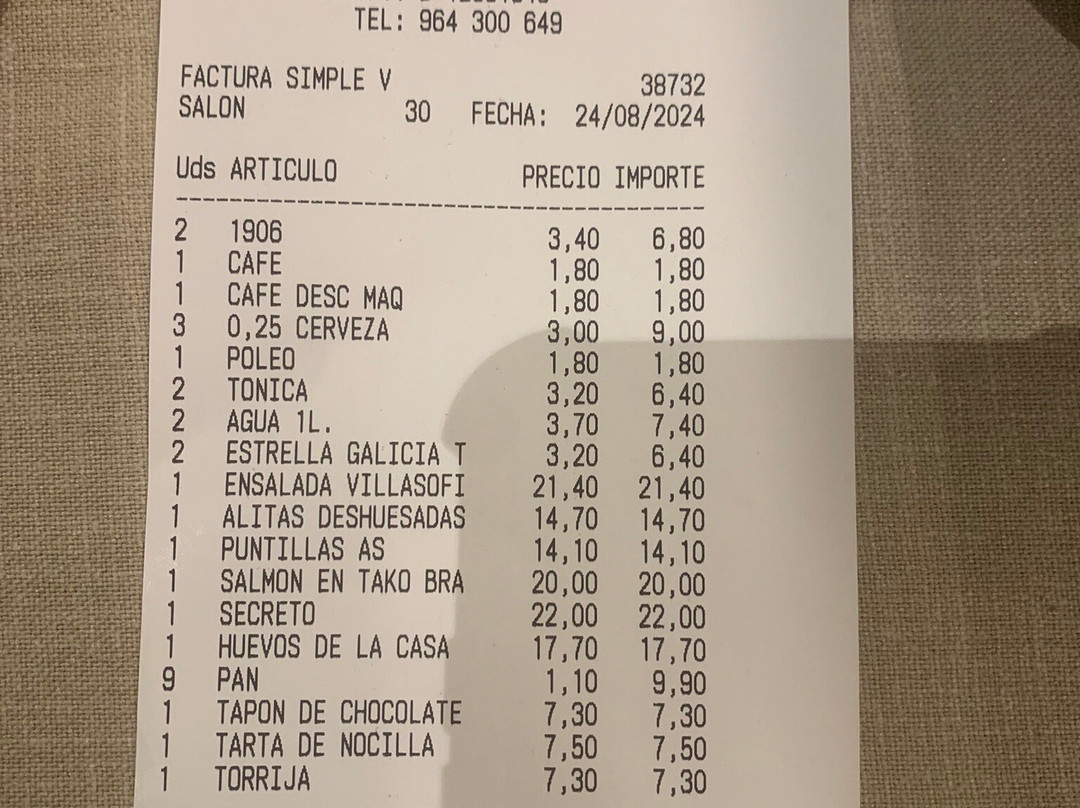 TEL: 964 300 649
FACTURA SIMPLE V 38732
SALON 30 FECHA: 24/08/2024
Uds ARTICULO PRECIO IMPORTE
2 1906 3,40 6,80
1 CAFE 1,80 1,80
1 CAFE DESC MAQ 1,80 1,80
3 0,25 CERVEZA 3,00 9,00
1 POLEO 1,80 1,80
2 TONICA 3,20 6,40
2 AGUA 1L. 3,70 7,40
2 ESTRELLA GALICIA T 3,20 6,40
1 ENSALADA VILLASOFI 21,40 21,40
1 ALITAS DESHUESADAS 14,70 14,70
1 PUNTILLAS AS 14,10 14,10
1 SALMON EN TAKO BRA 20,00 20,00
1 SECRETO 22,00 22,00
1 HUEVOS DE LA CASA 17,70 17,70
9 PAN 1,10 9,90
1 TAPON DE CHOCOLATE 7,30 7,30
1 TARTA DE NOCILLA 7,50 7,50
1 TORRIJA 7,30 7,30